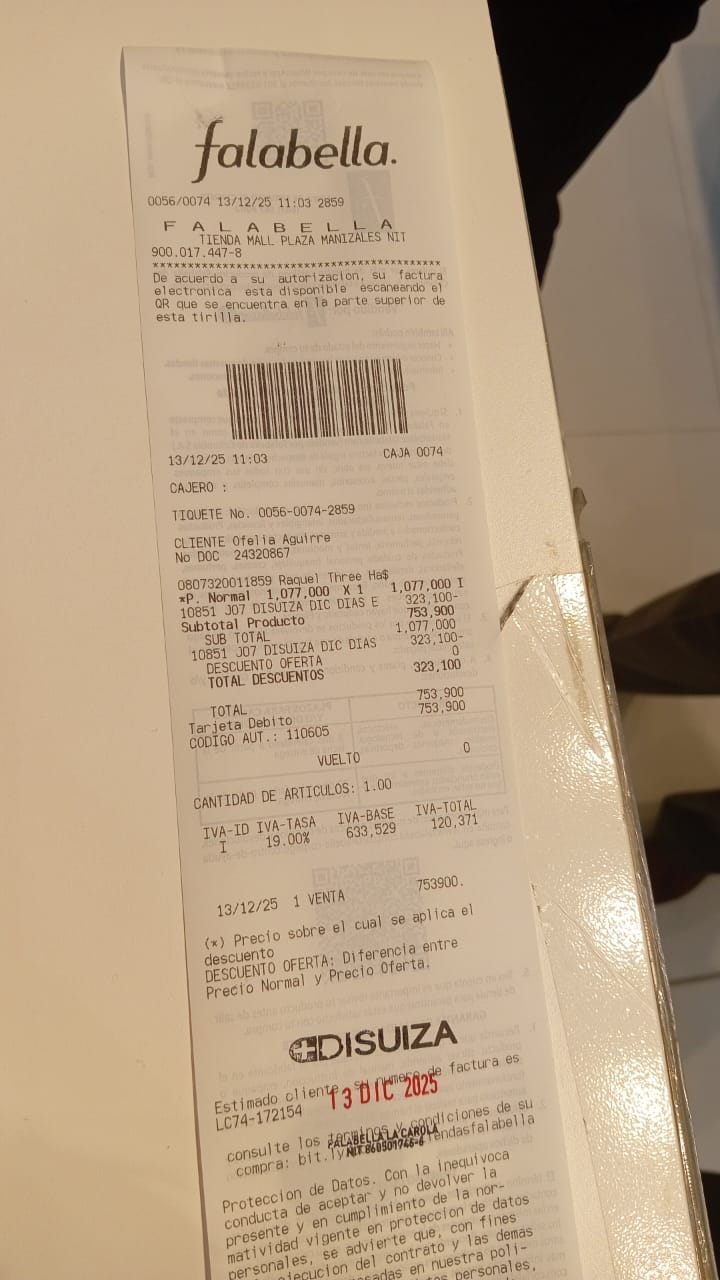 falabella.
0056/0074 13/12/25 11:03 2859
F A L A B E L L A
TIENDA MALL PLAZA MANIZALES NIT
900.017.447-8
*****************************************
De acuerdo a su autorizacion, su factura
electronica esta disponible escaneando el
QR que se encuentra en la parte superior de
esta tirilla.
13/12/25 11:03 CAJA 0074
CAJERO :
TIQUETE No. 0056-0074-2859
CLIENTE Ofelia Aguirre
No DOC 24320867
0807320011859 Raquel Three Ha$
*P. Normal 1,077,000 X 1 1,077,000 I
10851 J07 DISUIZA DIC DIAS E 323,100-
Subtotal Producto 753,900
SUB TOTAL 1,077,000
10851 J07 DISUIZA DIC DIAS 323,100-
DESCUENTO OFERTA 0
TOTAL DESCUENTOS 323,100
TOTAL 753,900
Tarjeta Debito 753,900
CODIGO AUT.: 110605
VUELTO 0
CANTIDAD DE ARTICULOS: 1.00
IVA-ID IVA-TASA IVA-BASE IVA-TOTAL
I 19.00% 633,529 120,371
13/12/25 1 VENTA 753900.
(*) Precio sobre el cual se aplica el
descuento
DESCUENTO OFERTA: Diferencia entre
Precio Normal y Precio Oferta.
DISUIZA
Estimado cliente, su numero de factura es
LC74-172154
13 DIC 2025
consulte los terminos y condiciones de su
compra: bit.ly
FALABELLA LA CAROLA
NIT 860501746-6
Proteccion de Datos. Con la inequivoca
conducta de aceptar y no devolver la
presente y en cumplimiento de la nor-
matividad vigente en proteccion de datos
personales, se advierte que, con fines
ejecucion del contrato y las demas
en nuestra poli-
personales,